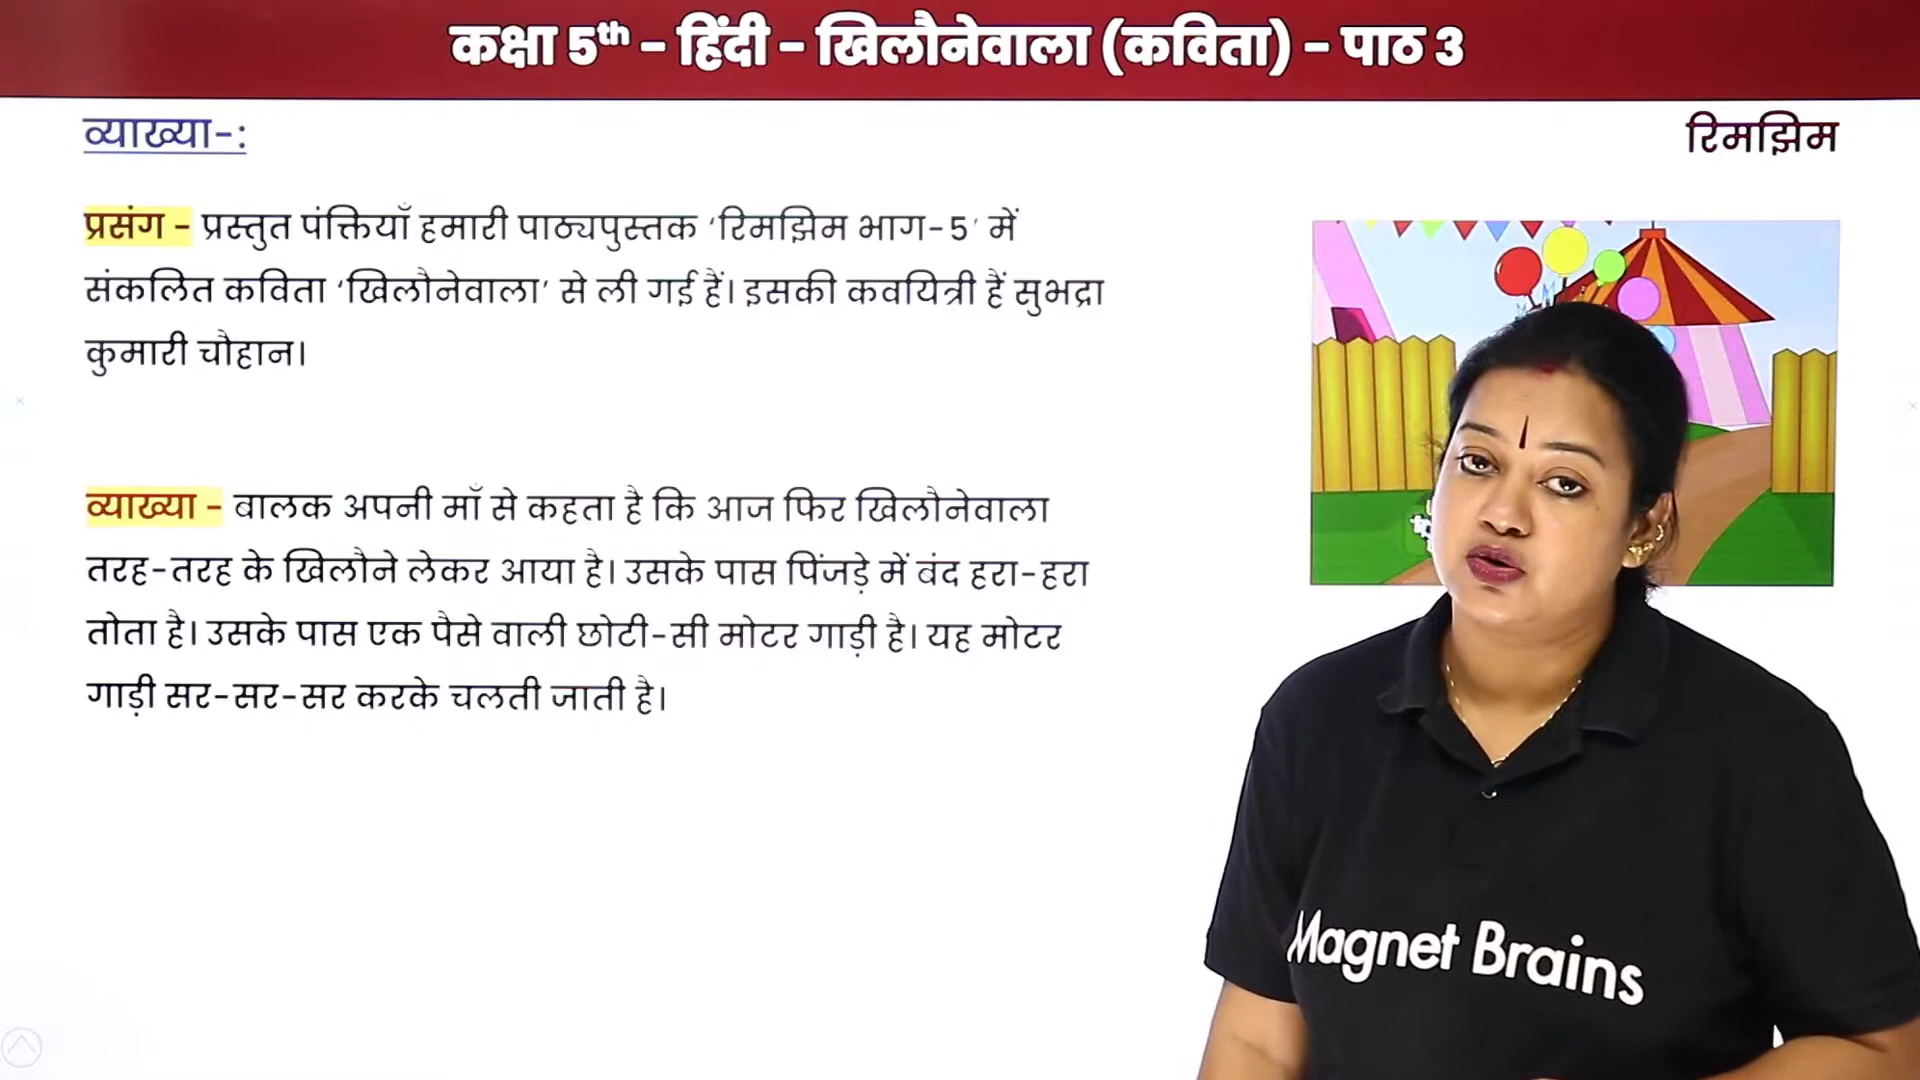 कक्षा 5th - हिंदी - खिलौनेवाला (कविता) - पाठ 3
व्याख्या-:
रिमझिम
प्रसंग - प्रस्तुत पंक्तियाँ हमारी पाठ्यपुस्तक ‘रिमझिम भाग-5’ में
संकलित कविता ‘खिलौनेवाला’ से ली गई हैं। इसकी कवयित्री हैं सुभद्रा
कुमारी चौहान।
व्याख्या - बालक अपनी माँ से कहता है कि आज फिर खिलौनेवाला
तरह-तरह के खिलौने लेकर आया है। उसके पास पिंजड़े में बंद हरा-हरा
तोता है। उसके पास एक पैसे वाली छोटी-सी मोटर गाड़ी है। यह मोटर
गाड़ी सर-सर-सर करके चलती जाती है।
Magnet Brains